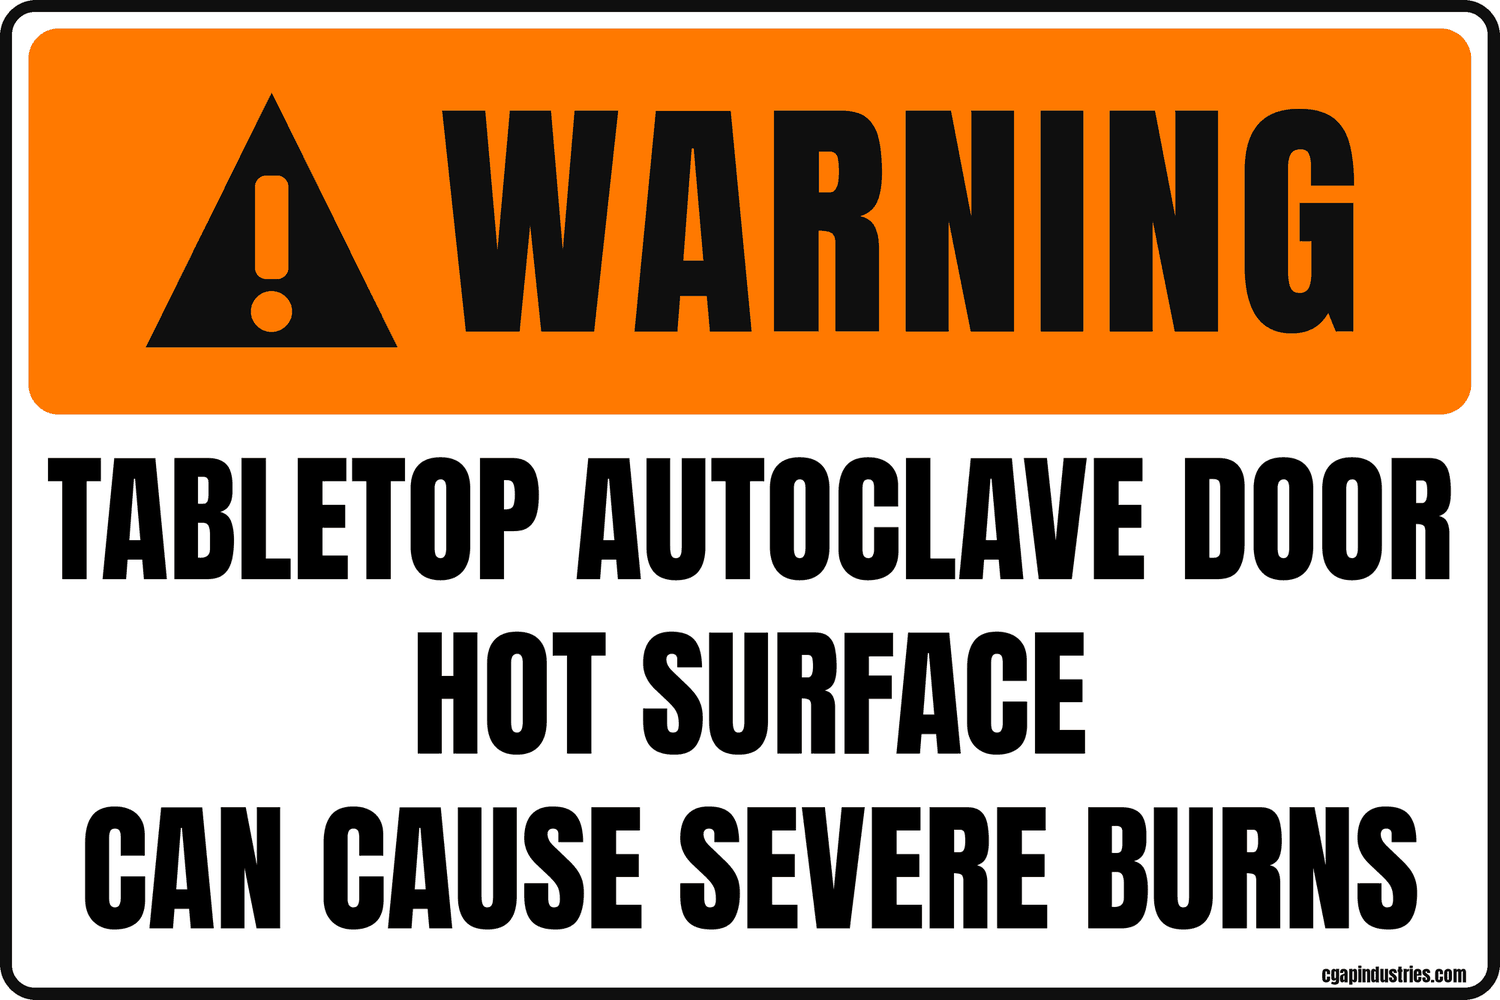 WARNING
TABLETOP AUTOCLAVE DOOR
HOT SURFACE
CAN CAUSE SEVERE BURNS
cgapindustries.com